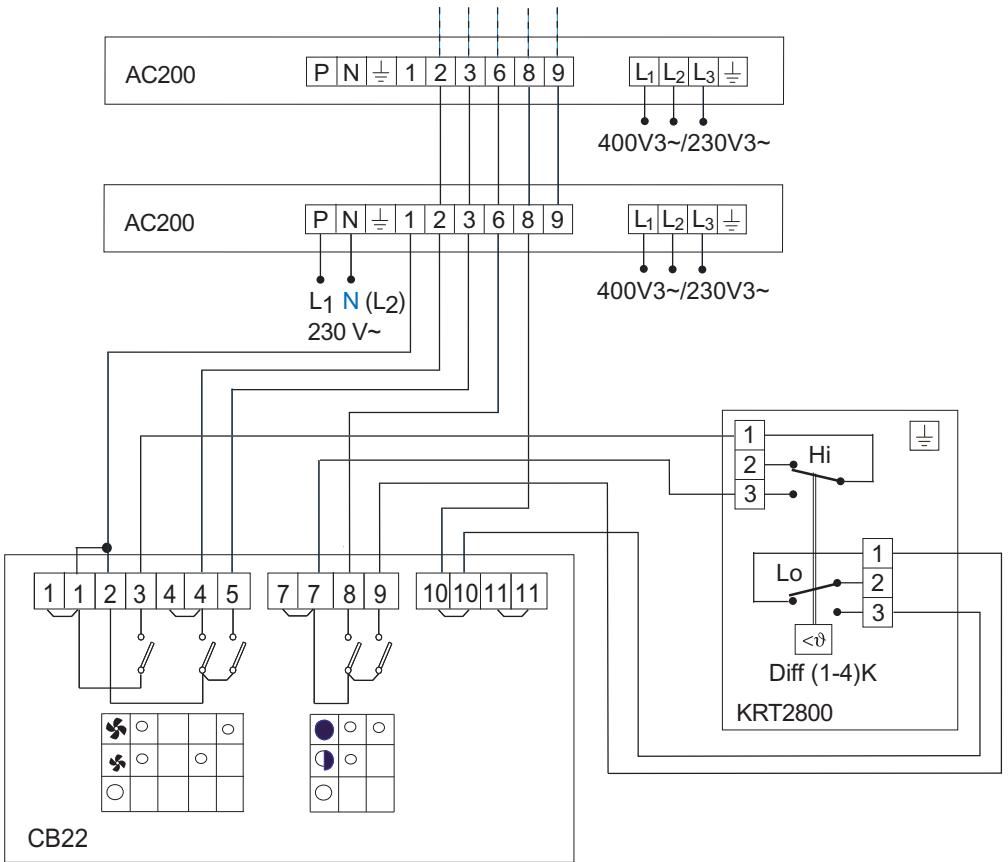 AC200 P N ⏚ 1 2 3 6 8 9 L1 L2 L3 ⏚
400V3~/230V3~
AC200 P N ⏚ 1 2 3 6 8 9 L1 L2 L3 ⏚
L1 N (L2)
230 V~
400V3~/230V3~
1
2
3
Hi
⏚
1
2
3
Lo
<ϑ
Diff (1-4)K
KRT2800
1 1 2 3 4 4 5 7 7 8 9 10 10 11 11
CB22